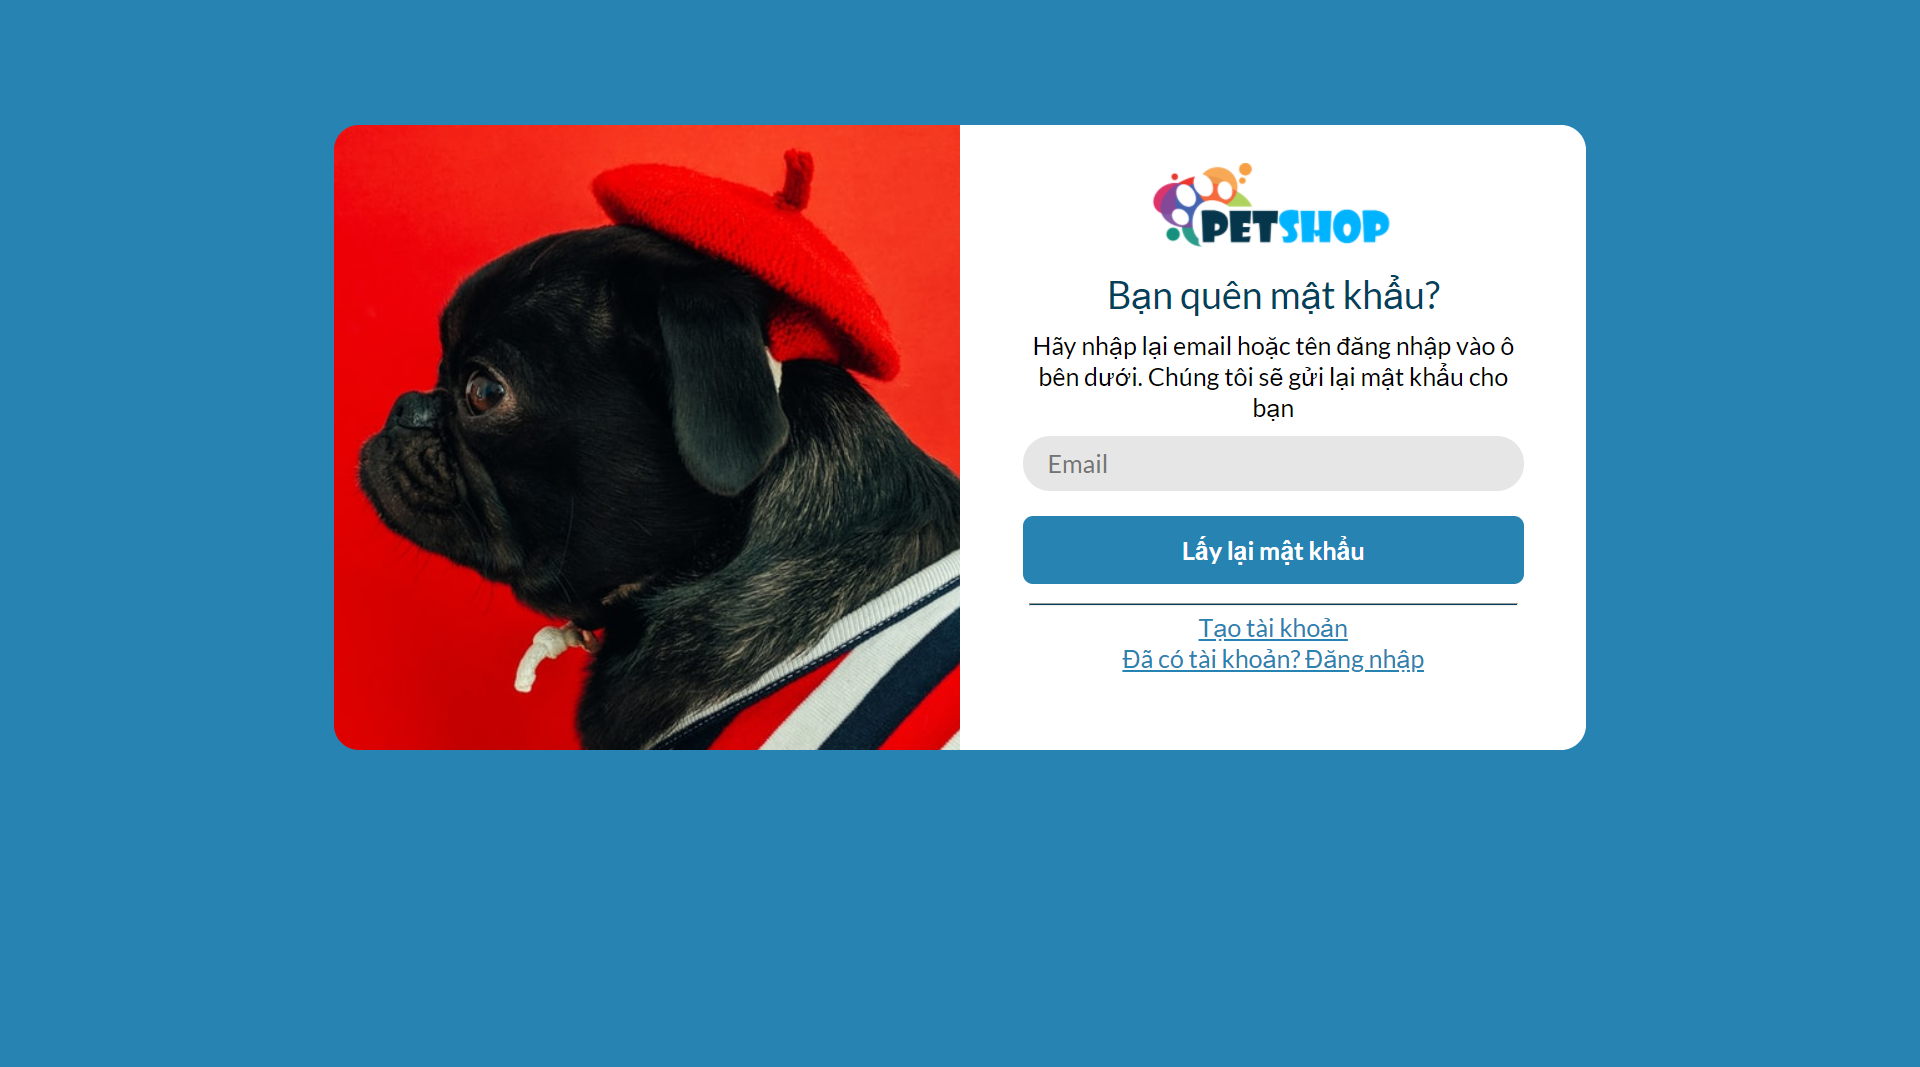 PETSHOP
Bạn quên mật khẩu?
Hãy nhập lại email hoặc tên đăng nhập vào ô
bên dưới. Chúng tôi sẽ gửi lại mật khẩu cho
bạn
Email
Lấy lại mật khẩu
Tạo tài khoản
Đã có tài khoản? Đăng nhập